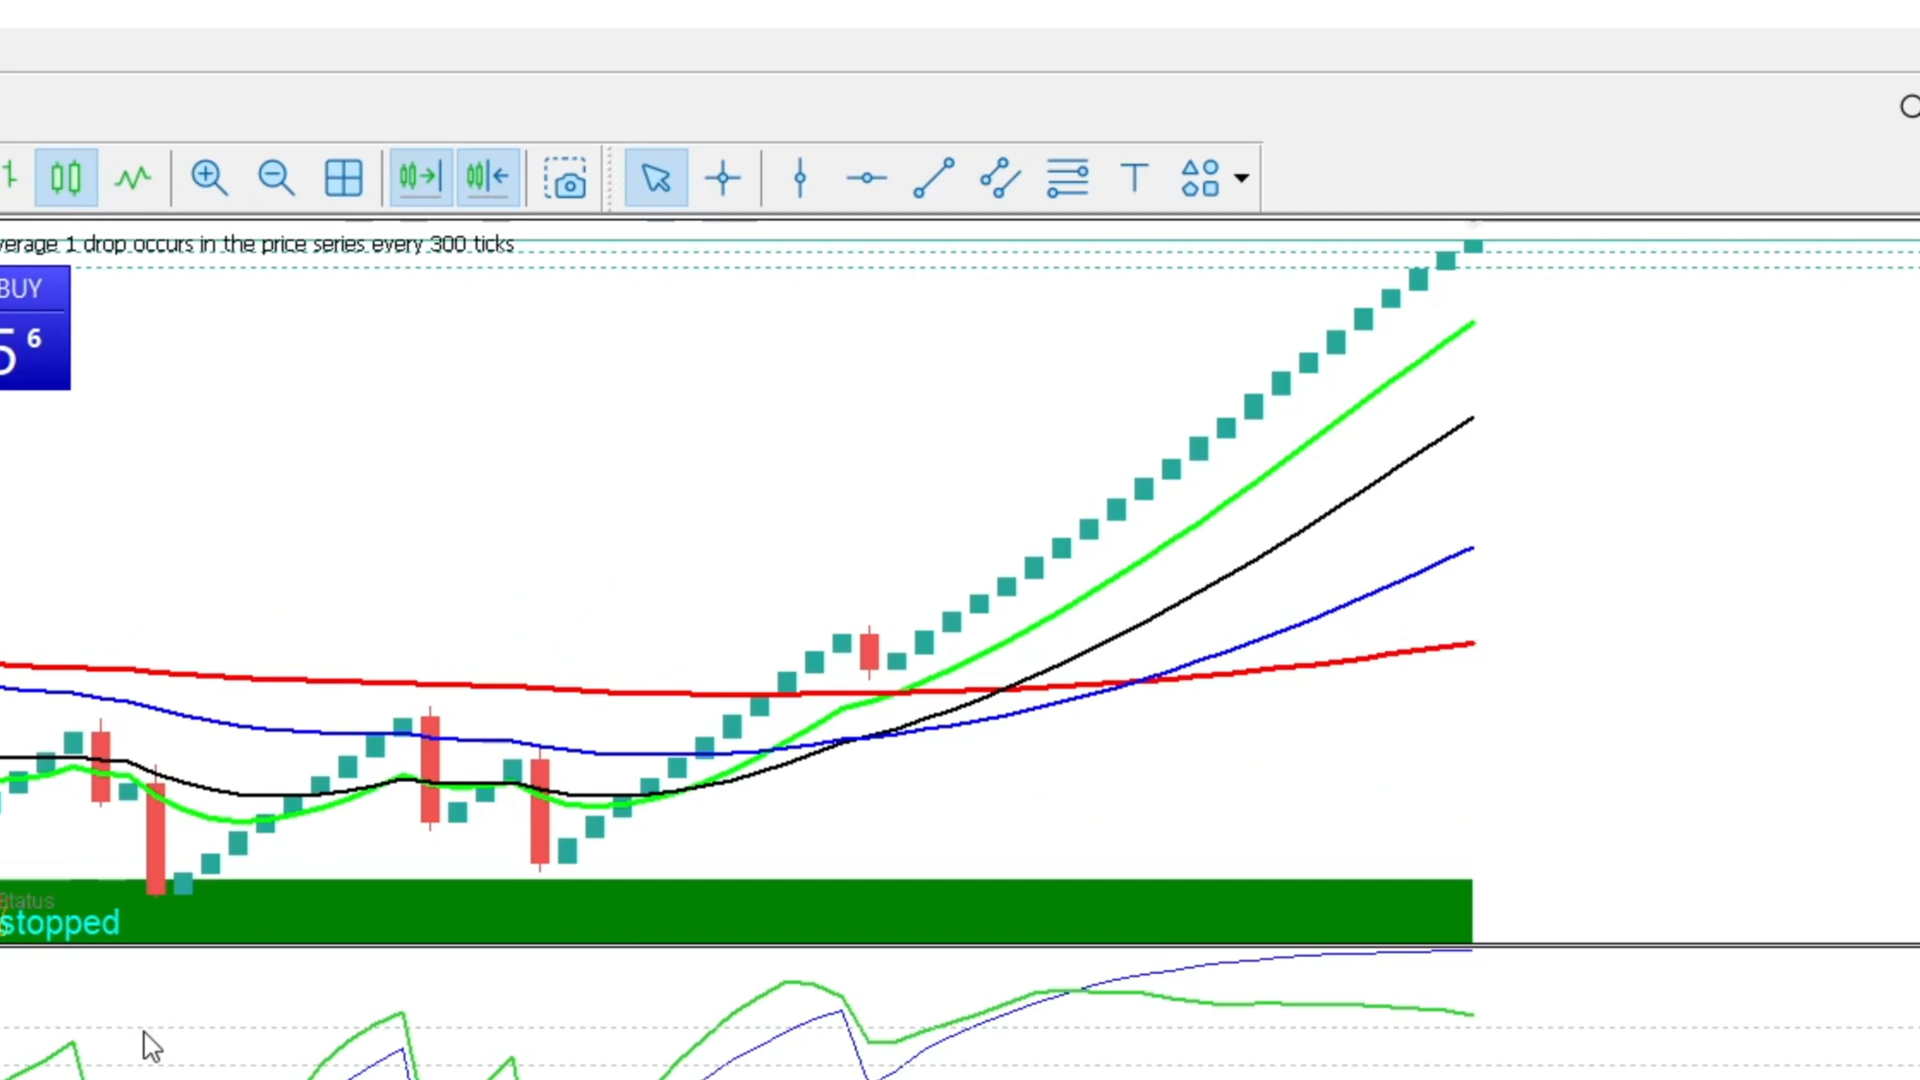 verage 1 drop occurs in the price series every 300 ticks
BUY
5 6
Status
stopped